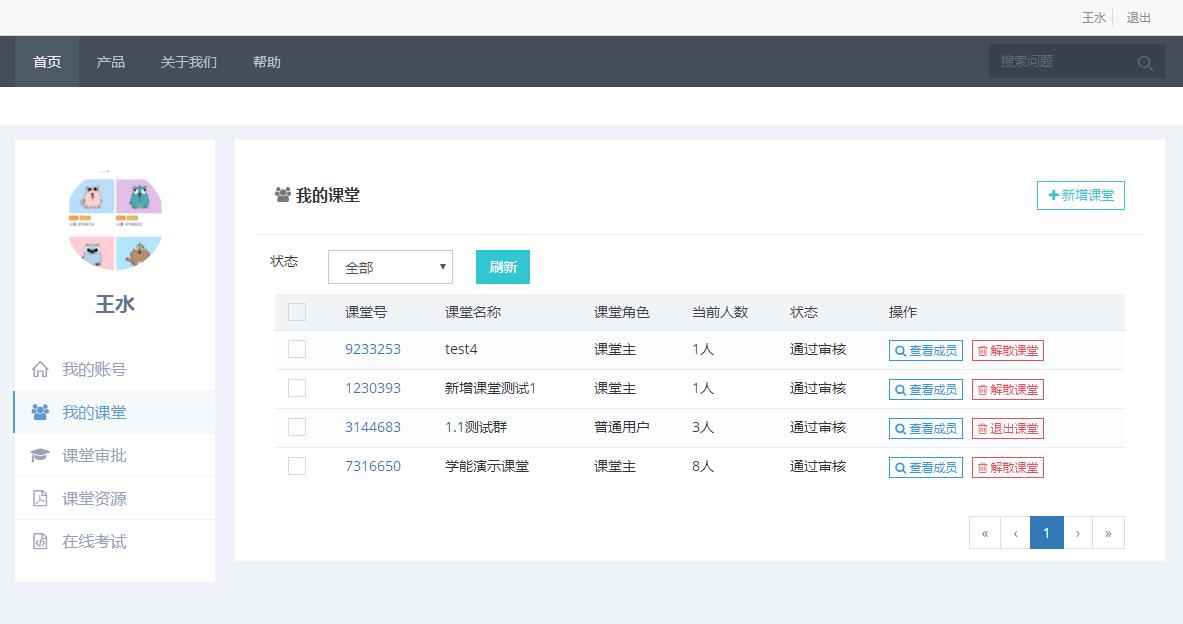 王水 退出
首页 产品 关于我们 帮助 搜索问题
我的课堂 新增课堂
状态 全部 刷新
王水
我的账号
我的课堂
课堂审批
课堂资源
在线考试
课堂号 课堂名称 课堂角色 当前人数 状态 操作
9233253 test4 课堂主 1人 通过审核 查看成员 解散课堂
1230393 新增课堂测试1 课堂主 1人 通过审核 查看成员 解散课堂
3144683 1.1测试群 普通用户 3人 通过审核 查看成员 退出课堂
7316650 学能演示课堂 课堂主 8人 通过审核 查看成员 解散课堂
« ‹ 1 › »